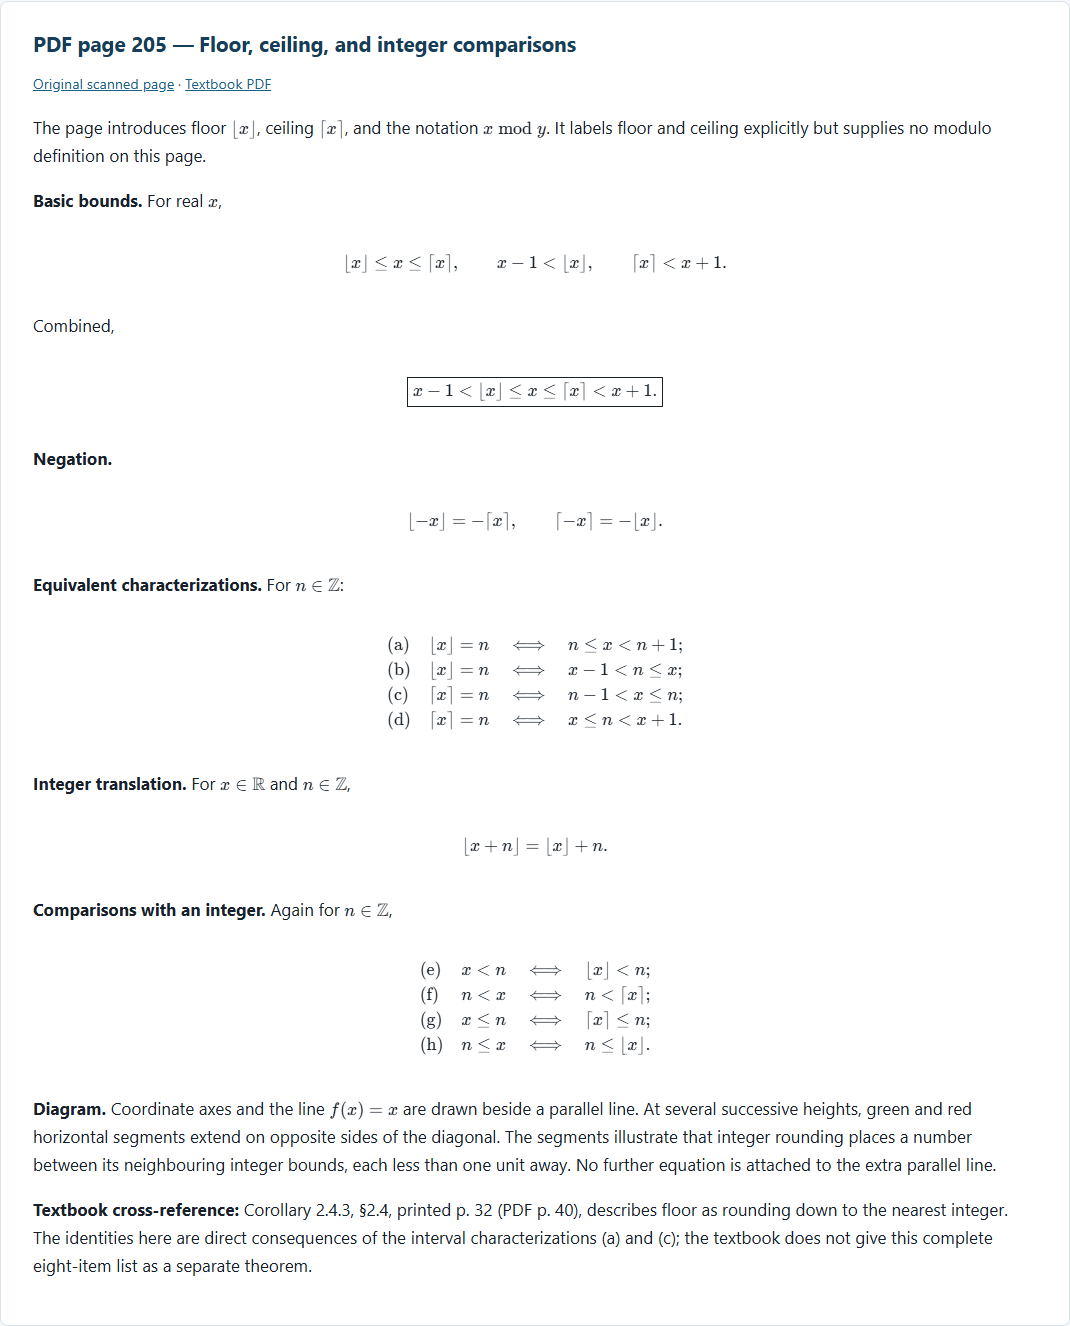 PDF page 205 — Floor, ceiling, and integer comparisons
Original scanned page · Textbook PDF
The page introduces floor ⌊x⌋, ceiling ⌈x⌉, and the notation x mod y. It labels floor and ceiling explicitly but supplies no modulo
definition on this page.
Basic bounds. For real x,
⌊x⌋ ≤ x ≤ ⌈x⌉, x − 1 < ⌊x⌋, ⌈x⌉ < x + 1.
Combined,
x − 1 < ⌊x⌋ ≤ x ≤ ⌈x⌉ < x + 1.
Negation.
⌊−x⌋ = −⌈x⌉, ⌈−x⌉ = −⌊x⌋.
Equivalent characterizations. For n ∈ ℤ:
(a) ⌊x⌋ = n ⟺ n ≤ x < n + 1;
(b) ⌊x⌋ = n ⟺ x − 1 < n ≤ x;
(c) ⌈x⌉ = n ⟺ n − 1 < x ≤ n;
(d) ⌈x⌉ = n ⟺ x ≤ n < x + 1.
Integer translation. For x ∈ ℝ and n ∈ ℤ,
⌊x + n⌋ = ⌊x⌋ + n.
Comparisons with an integer. Again for n ∈ ℤ,
(e) x < n ⟺ ⌊x⌋ < n;
(f) n < x ⟺ n < ⌈x⌉;
(g) x ≤ n ⟺ ⌈x⌉ ≤ n;
(h) n ≤ x ⟺ n ≤ ⌊x⌋.
Diagram. Coordinate axes and the line f(x) = x are drawn beside a parallel line. At several successive heights, green and red
horizontal segments extend on opposite sides of the diagonal. The segments illustrate that integer rounding places a number
between its neighbouring integer bounds, each less than one unit away. No further equation is attached to the extra parallel line.
Textbook cross-reference: Corollary 2.4.3, §2.4, printed p. 32 (PDF p. 40), describes floor as rounding down to the nearest integer.
The identities here are direct consequences of the interval characterizations (a) and (c); the textbook does not give this complete
eight-item list as a separate theorem.